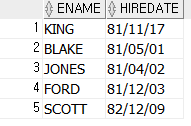 ENAME HIREDATE
1 KING 81/11/17
2 BLAKE 81/05/01
3 JONES 81/04/02
4 FORD 81/12/03
5 SCOTT 82/12/09